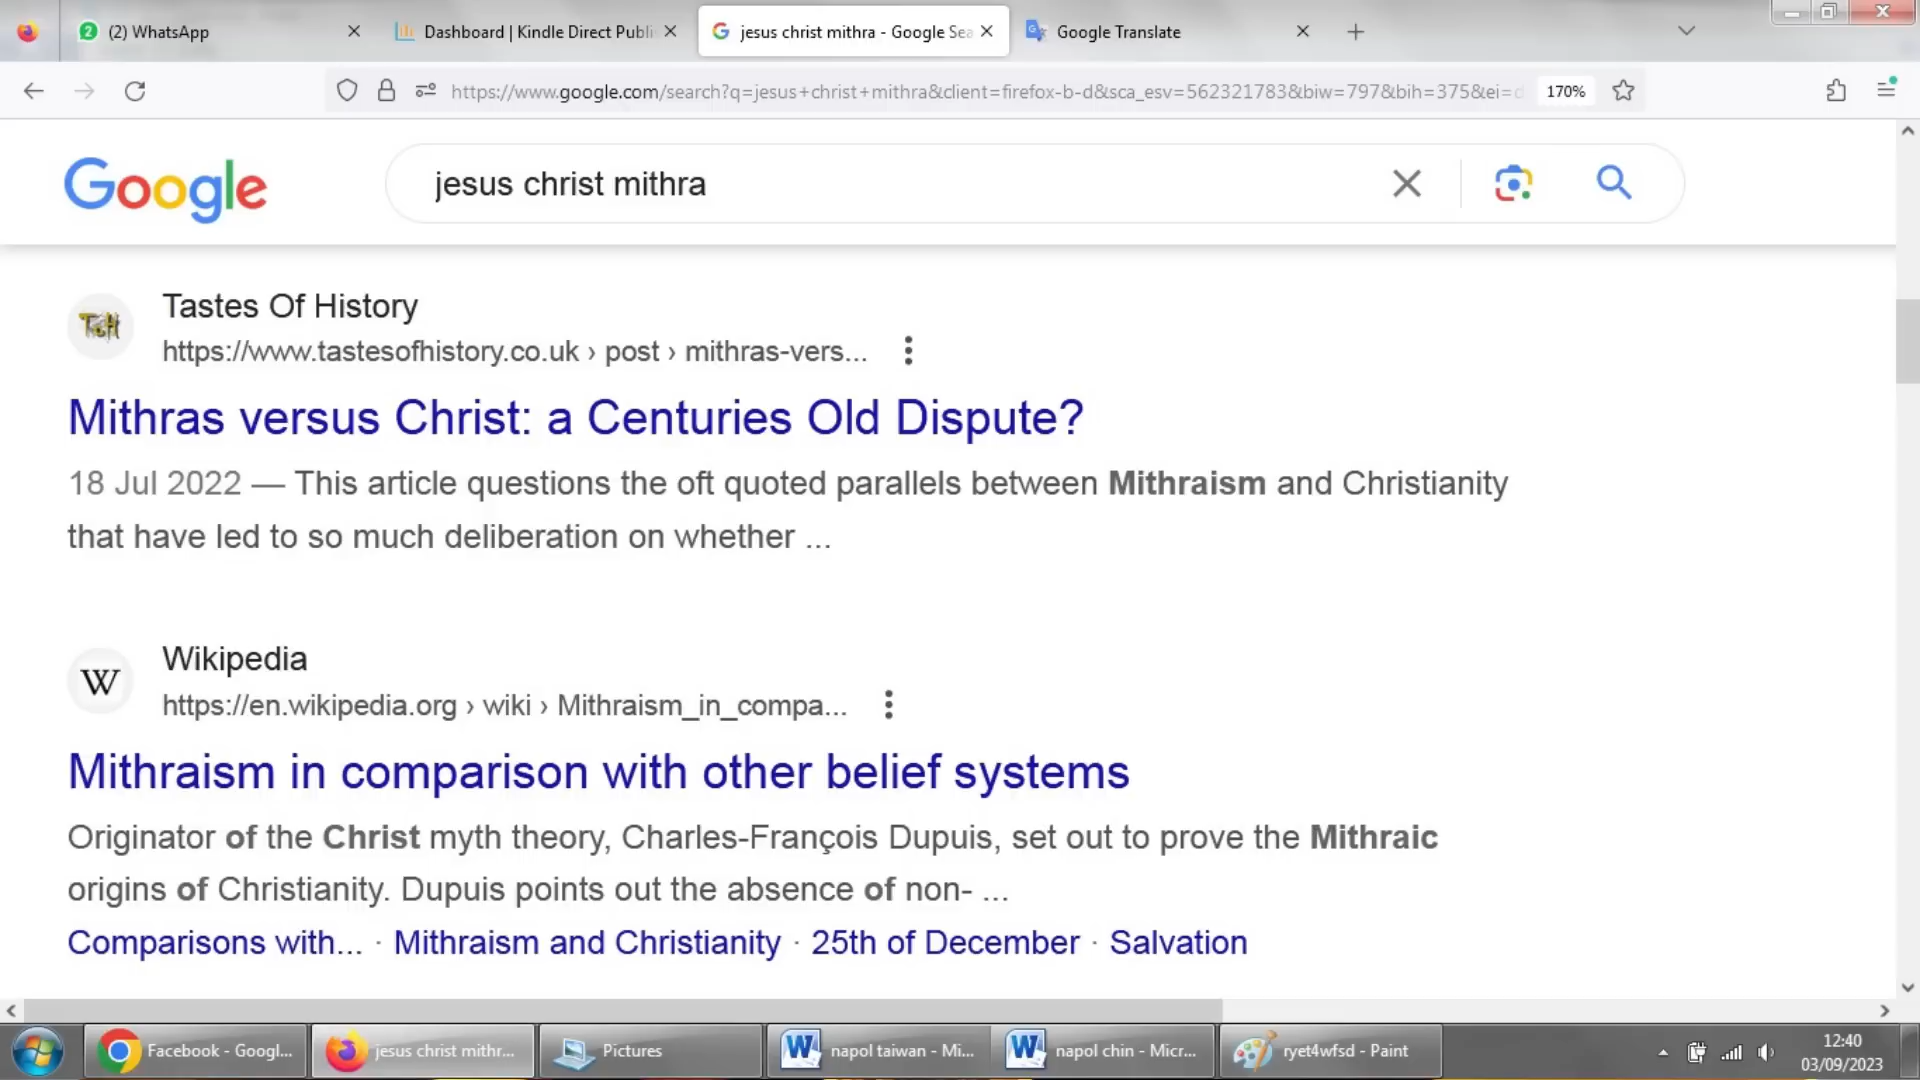 (2) WhatsApp
Dashboard | Kindle Direct Publi
jesus christ mithra - Google Sea
Google Translate
https://www.google.com/search?q=jesus+christ+mithra&client=firefox-b-d&sca_esv=562321783&biw=797&bih=375&ei=d
170%
Google
jesus christ mithra
TOH
Tastes Of History
https://www.tastesofhistory.co.uk › post › mithras-vers...
Mithras versus Christ: a Centuries Old Dispute?
18 Jul 2022 — This article questions the oft quoted parallels between Mithraism and Christianity
that have led to so much deliberation on whether ...
W
Wikipedia
https://en.wikipedia.org › wiki › Mithraism_in_compa...
Mithraism in comparison with other belief systems
Originator of the Christ myth theory, Charles-François Dupuis, set out to prove the Mithraic
origins of Christianity. Dupuis points out the absence of non- ...
Comparisons with... · Mithraism and Christianity · 25th of December · Salvation
Facebook - Googl...
jesus christ mithr...
Pictures
napol taiwan - Mi...
napol chin - Micr...
ryet4wfsd - Paint
12:40
03/09/2023